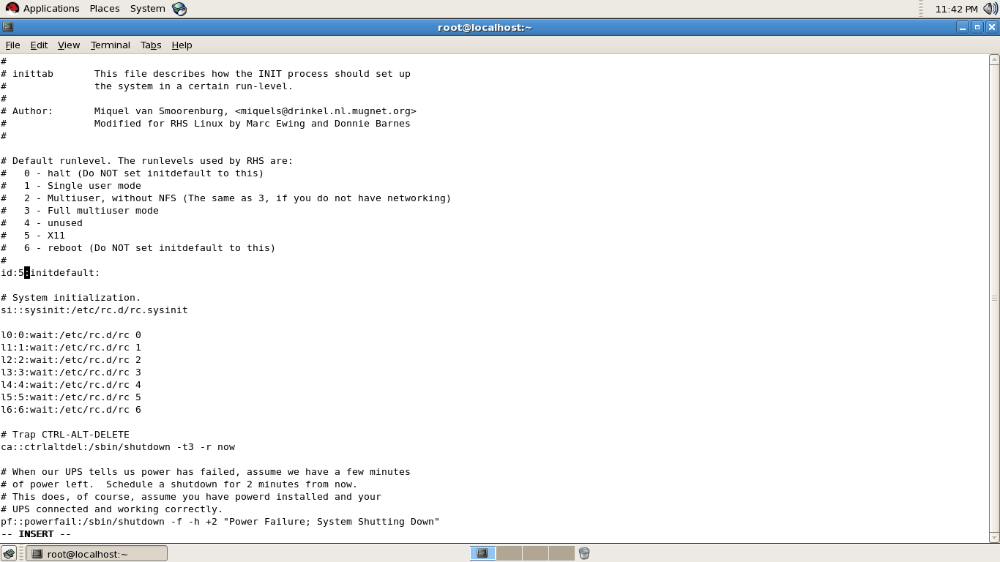 Applications Places System 11:42 PM
root@localhost:~
File Edit View Terminal Tabs Help
#
# inittab       This file describes how the INIT process should set up
#               the system in a certain run-level.
#
# Author:       Miquel van Smoorenburg, <miquels@drinkel.nl.mugnet.org>
#               Modified for RHS Linux by Marc Ewing and Donnie Barnes
#
# Default runlevel. The runlevels used by RHS are:
#   0 - halt (Do NOT set initdefault to this)
#   1 - Single user mode
#   2 - Multiuser, without NFS (The same as 3, if you do not have networking)
#   3 - Full multiuser mode
#   4 - unused
#   5 - X11
#   6 - reboot (Do NOT set initdefault to this)
#
id:5:initdefault:
# System initialization.
si::sysinit:/etc/rc.d/rc.sysinit
l0:0:wait:/etc/rc.d/rc 0
l1:1:wait:/etc/rc.d/rc 1
l2:2:wait:/etc/rc.d/rc 2
l3:3:wait:/etc/rc.d/rc 3
l4:4:wait:/etc/rc.d/rc 4
l5:5:wait:/etc/rc.d/rc 5
l6:6:wait:/etc/rc.d/rc 6
# Trap CTRL-ALT-DELETE
ca::ctrlaltdel:/sbin/shutdown -t3 -r now
# When our UPS tells us power has failed, assume we have a few minutes
# of power left.  Schedule a shutdown for 2 minutes from now.
# This does, of course, assume you have powerd installed and your
# UPS connected and working correctly.
pf::powerfail:/sbin/shutdown -f -h +2 "Power Failure; System Shutting Down"
-- INSERT --
root@localhost:~